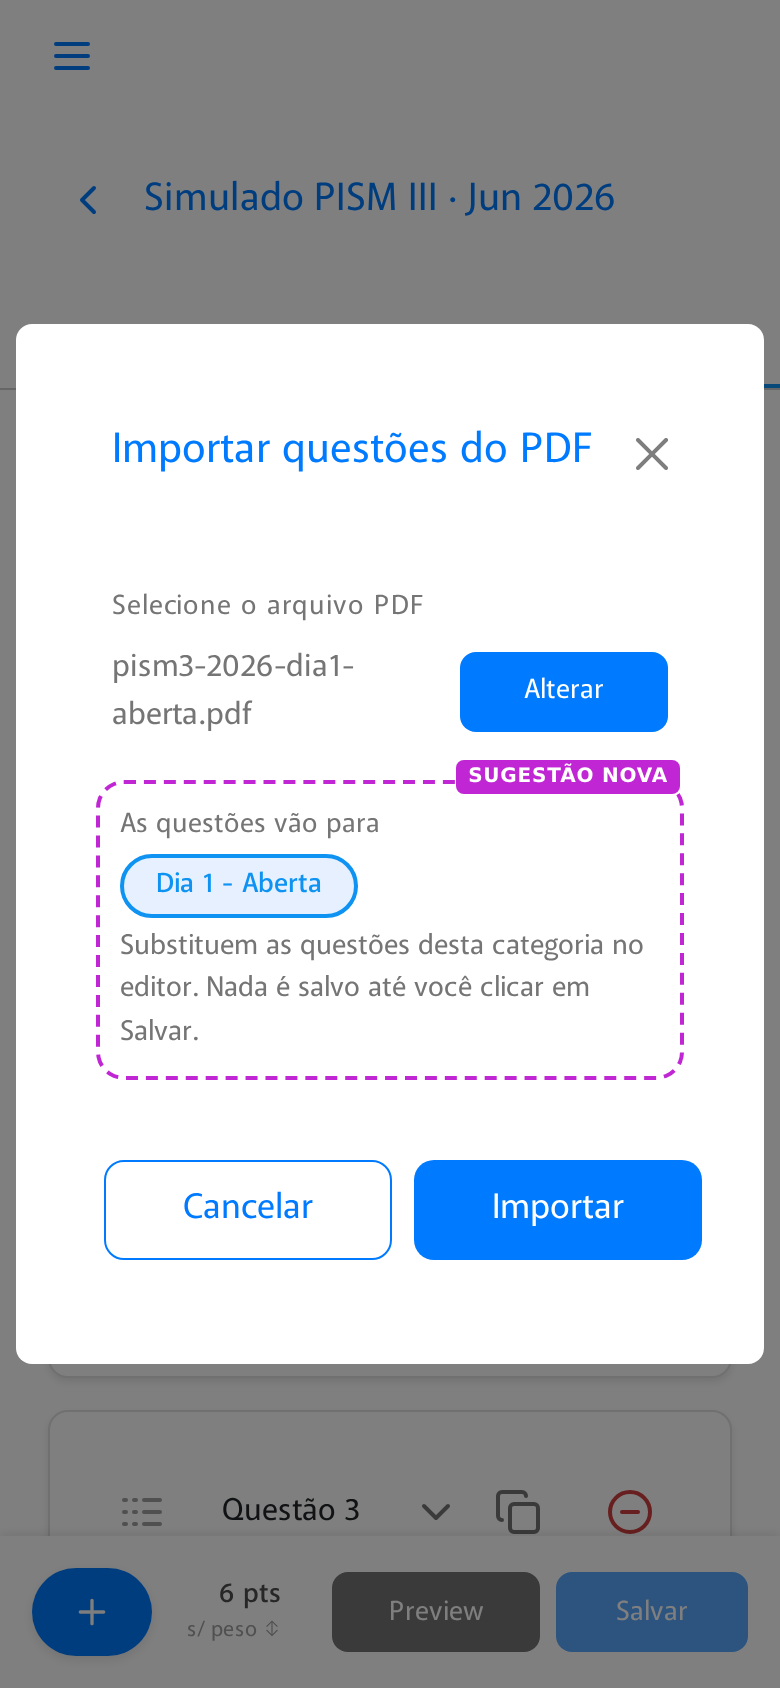 Simulado PISM III · Jun 2026
Importar questões do PDF
Selecione o arquivo PDF
pism3-2026-dia1-
aberta.pdf
Alterar
SUGESTÃO NOVA
As questões vão para
Dia 1 - Aberta
Substituem as questões desta categoria no
editor. Nada é salvo até você clicar em
Salvar.
Cancelar
Importar
Questão 3
6 pts
s/ peso
Preview
Salvar